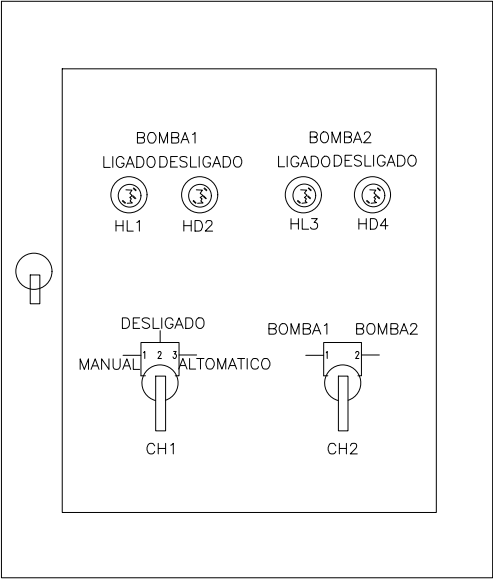 BOMBA1 BOMBA2
LIGADO DESLIGADO LIGADO DESLIGADO
HL1 HD2 HL3 HD4
DESLIGADO
BOMBA1 BOMBA2
1 2 3 1 2
MANUAL ALTOMATICO
CH1 CH2